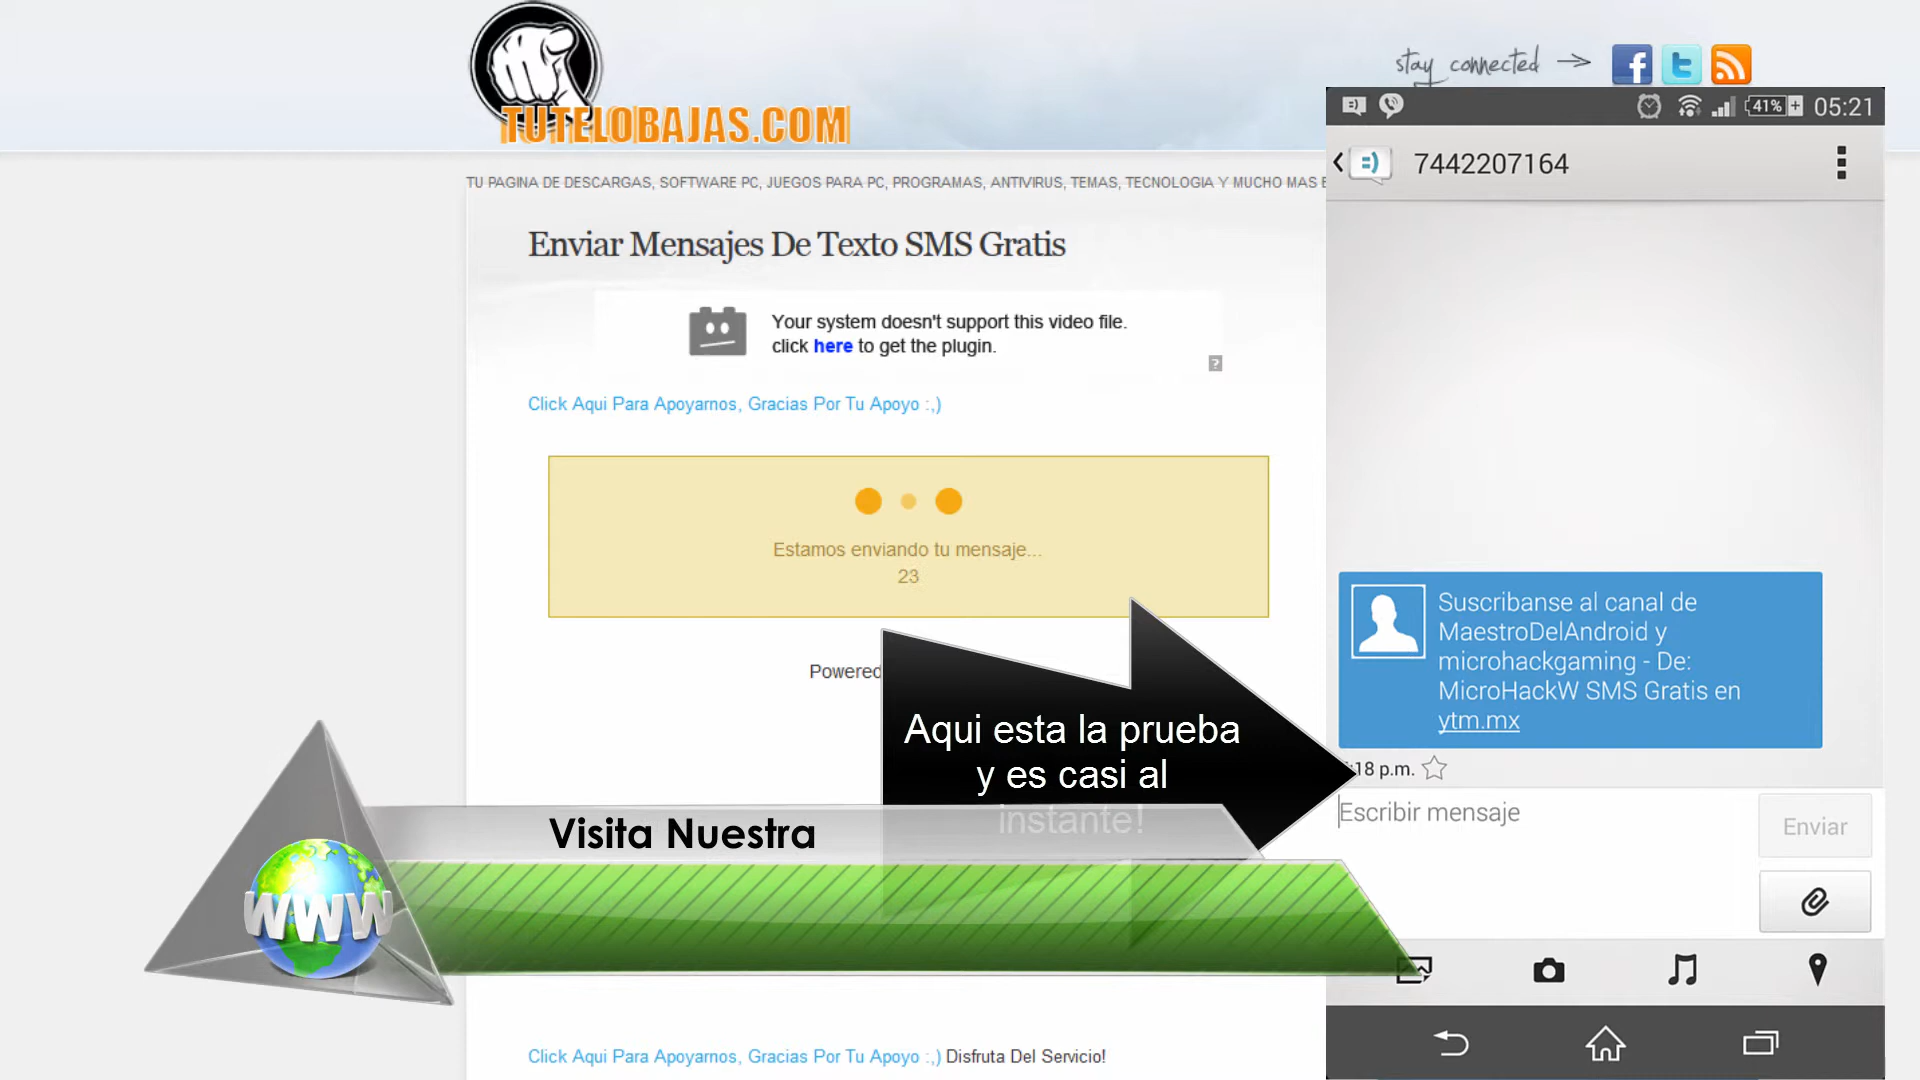 TUTELOBAJAS.COM
stay connected
TU PAGINA DE DESCARGAS, SOFTWARE PC, JUEGOS PARA PC, PROGRAMAS, ANTIVIRUS, TEMAS, TECNOLOGIA Y MUCHO MAS
Enviar Mensajes De Texto SMS Gratis
Your system doesn't support this video file.
click here to get the plugin.
?
Click Aqui Para Apoyarnos, Gracias Por Tu Apoyo :,)
Estamos enviando tu mensaje...
23
Powered
Aqui esta la prueba
y es casi al
instante!
Visita Nuestra
WWW
Click Aqui Para Apoyarnos, Gracias Por Tu Apoyo :,) Disfruta Del Servicio!
41% 05:21
7442207164
Suscribanse al canal de
MaestroDelAndroid y
microhackgaming - De:
MicroHackW SMS Gratis en
ytm.mx
:18 p.m.
Escribir mensaje
Enviar